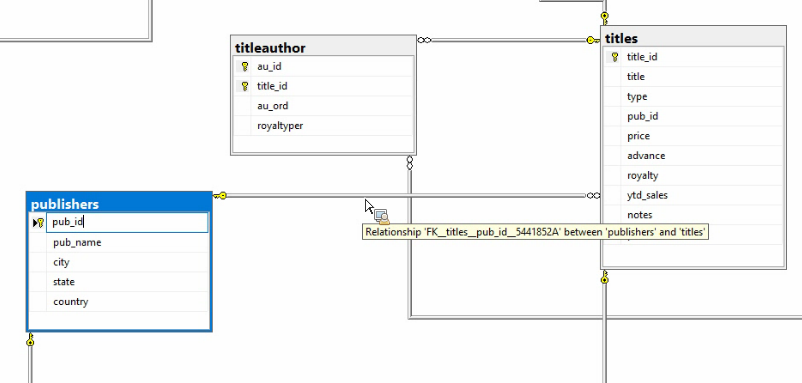 titleauthor
au_id
title_id
au_ord
royaltyper
titles
title_id
title
type
pub_id
price
advance
royalty
ytd_sales
notes
publishers
pub_id
pub_name
city
state
country
Relationship 'FK__titles__pub_id__5441852A' between 'publishers' and 'titles'